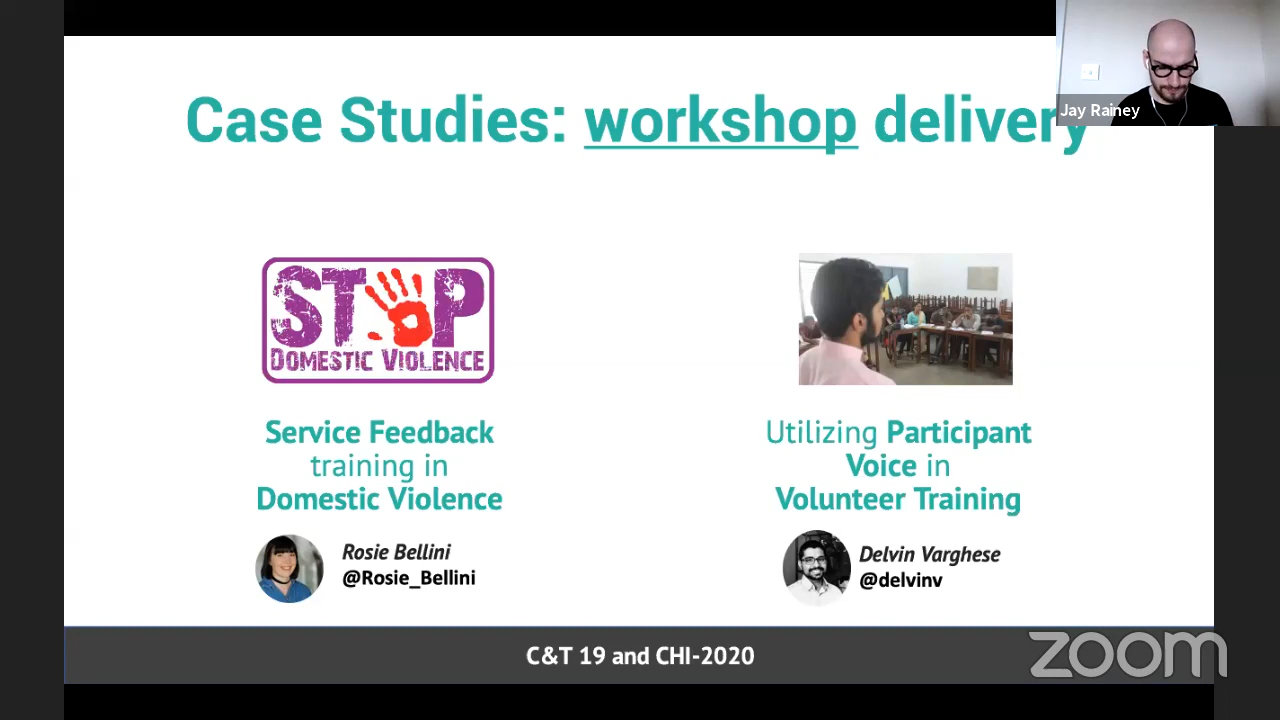 Case Studies: workshop delivery
Jay Rainey
STOP
DOMESTIC VIOLENCE
Service Feedback
training in
Domestic Violence
Rosie Bellini
@Rosie_Bellini
Utilizing Participant
Voice in
Volunteer Training
Delvin Varghese
@delvinv
C&T 19 and CHI-2020
zoom